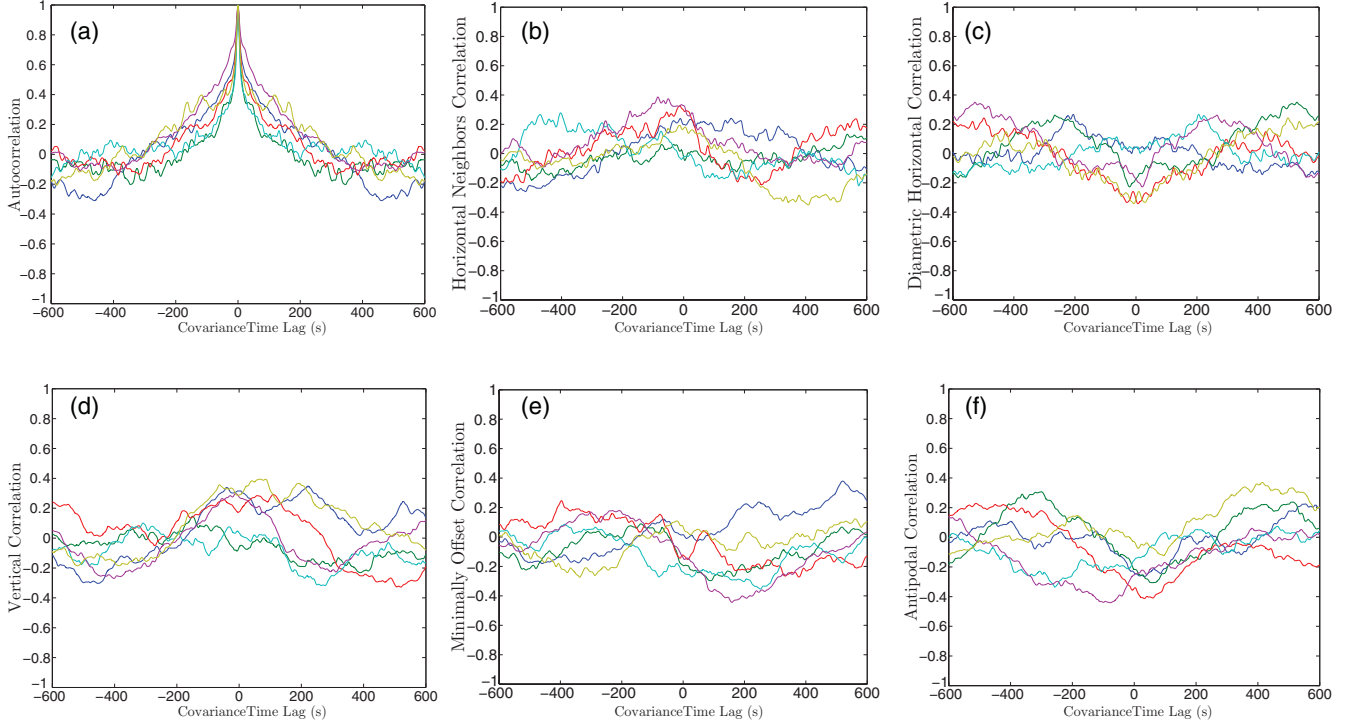 (a)
Autocorrelation
1
0.8
0.6
0.4
0.2
0
−0.2
−0.4
−0.6
−0.8
−1
−600 −400 −200 0 200 400 600
CovarianceTime Lag (s)
(b)
Horizontal Neighbors Correlation
1
0.8
0.6
0.4
0.2
0
−0.2
−0.4
−0.6
−0.8
−1
−600 −400 −200 0 200 400 600
CovarianceTime Lag (s)
(c)
Diametric Horizontal Correlation
1
0.8
0.6
0.4
0.2
0
−0.2
−0.4
−0.6
−0.8
−1
−600 −400 −200 0 200 400 600
CovarianceTime Lag (s)
(d)
Vertical Correlation
1
0.8
0.6
0.4
0.2
0
−0.2
−0.4
−0.6
−0.8
−1
−600 −400 −200 0 200 400 600
CovarianceTime Lag (s)
(e)
Minimally Offset Correlation
1
0.8
0.6
0.4
0.2
0
−0.2
−0.4
−0.6
−0.8
−1
−600 −400 −200 0 200 400 600
CovarianceTime Lag (s)
(f)
Antipodal Correlation
1
0.8
0.6
0.4
0.2
0
−0.2
−0.4
−0.6
−0.8
−1
−600 −400 −200 0 200 400 600
CovarianceTime Lag (s)